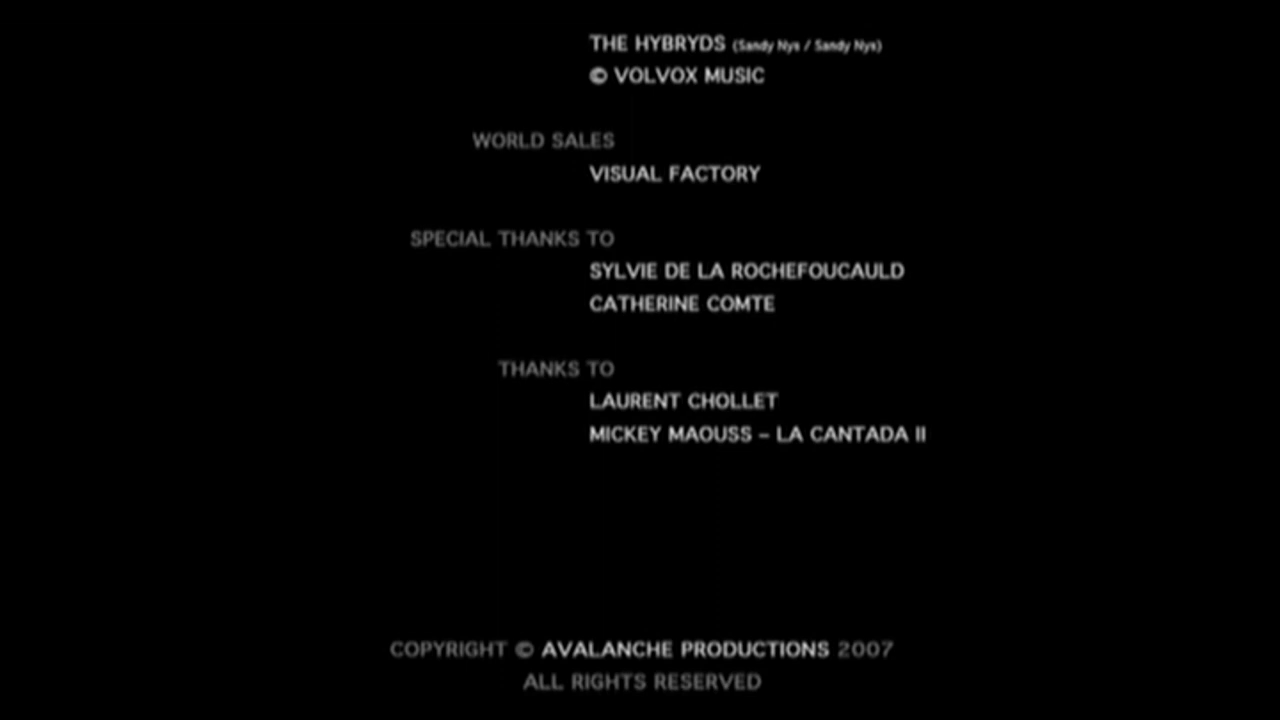 THE HYBRYDS (Sandy Nys / Sandy Nys)
© VOLVOX MUSIC
WORLD SALES
VISUAL FACTORY
SPECIAL THANKS TO
SYLVIE DE LA ROCHEFOUCAULD
CATHERINE COMTE
THANKS TO
LAURENT CHOLLET
MICKEY MAOUSS – LA CANTADA II
COPYRIGHT © AVALANCHE PRODUCTIONS 2007
ALL RIGHTS RESERVED